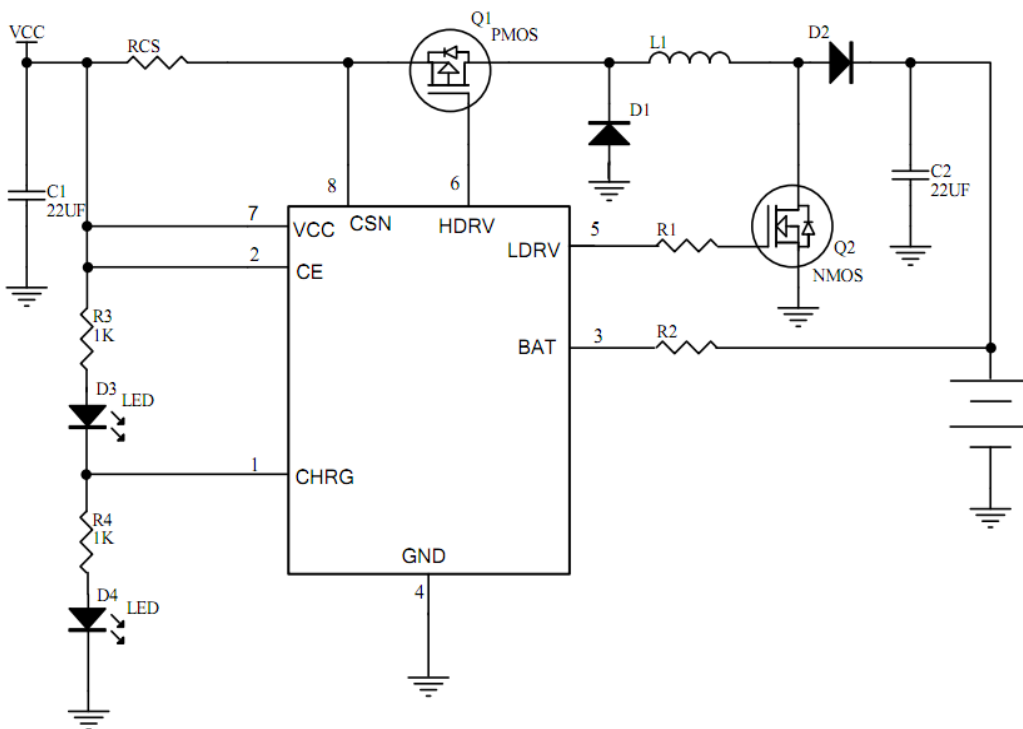 VCC
RCS
Q1
PMOS
L1
D2
D1
C1
22UF
C2
22UF
8
6
7
VCC
CSN
HDRV
5
LDRV
R1
Q2
NMOS
2
CE
R3
1K
BAT
3
R2
D3
LED
1
CHRG
R4
1K
GND
4
D4
LED